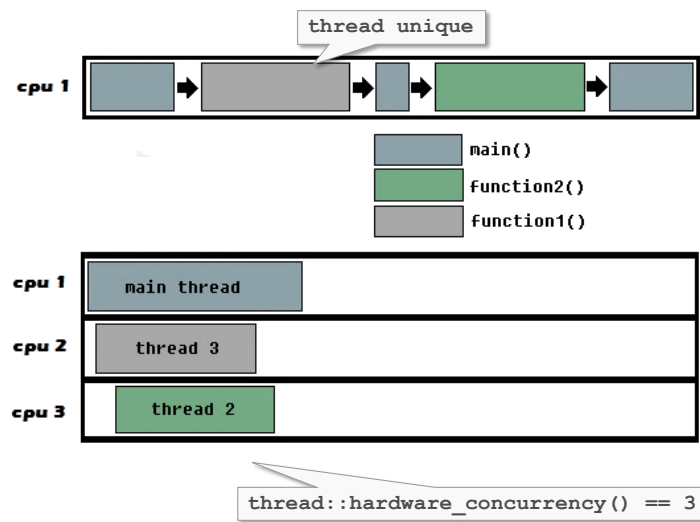 thread unique
cpu 1
main()
function2()
function1()
cpu 1
main thread
cpu 2
thread 3
cpu 3
thread 2
thread::hardware_concurrency() == 3